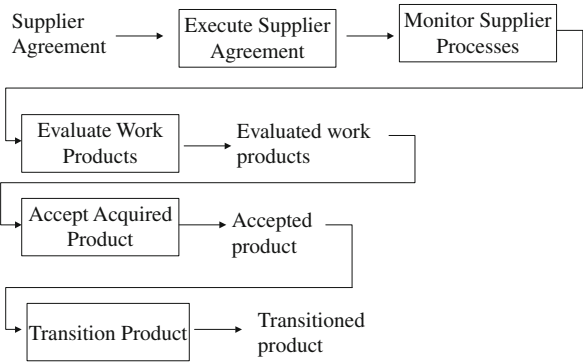 Supplier
Agreement
Execute Supplier
Agreement
Monitor Supplier
Processes
Evaluate Work
Products
Evaluated work
products
Accept Acquired
Product
Accepted
product
Transition Product
Transitioned
product